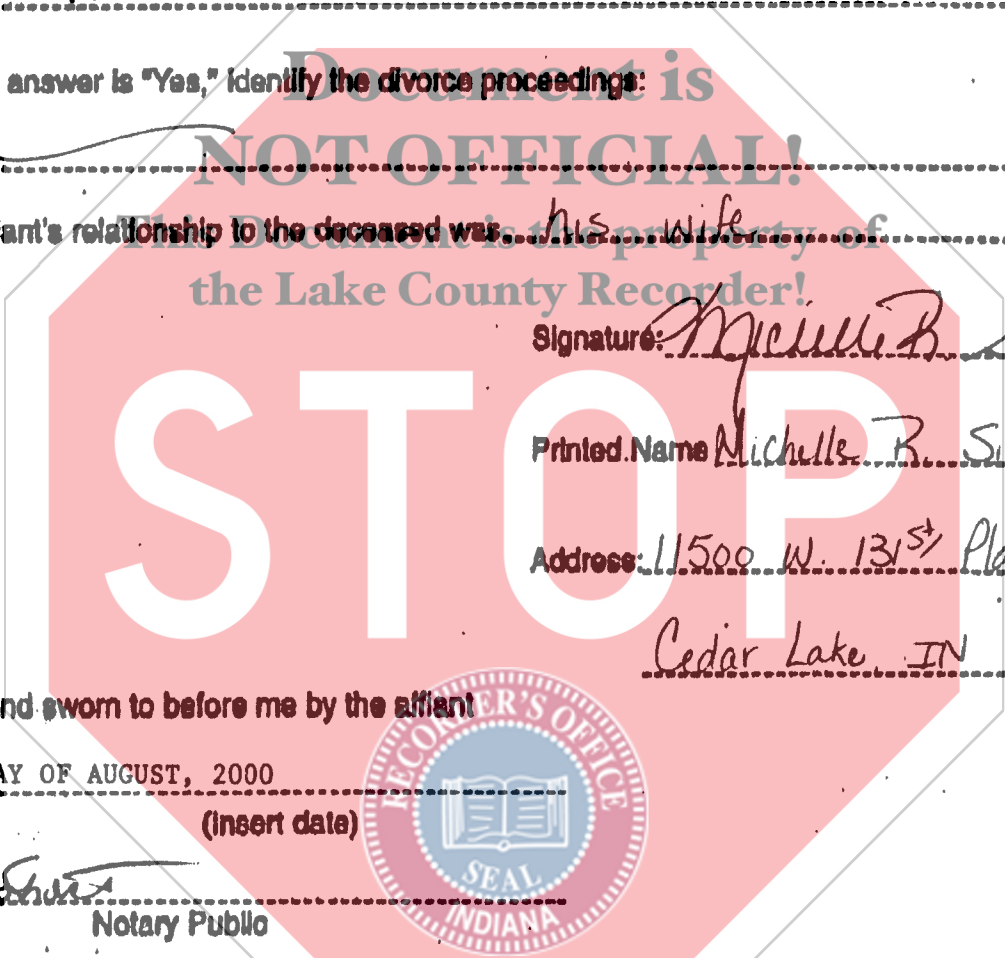 answer is "Yes," identify the divorce proceedings:
Document is
NOT OFFICIAL!
ant's relationship to the deceased was his wife
This Document is the property of
the Lake County Recorder!
Signature: Michelle R.
STOP
Printed Name Michelle R. Si
Address: 11500 W. 131st Pla
Cedar Lake, IN
nd sworn to before me by the affiant
AY OF AUGUST, 2000
(insert date)
Notary Public
RECORDER'S OFFICE
SEAL
INDIANA